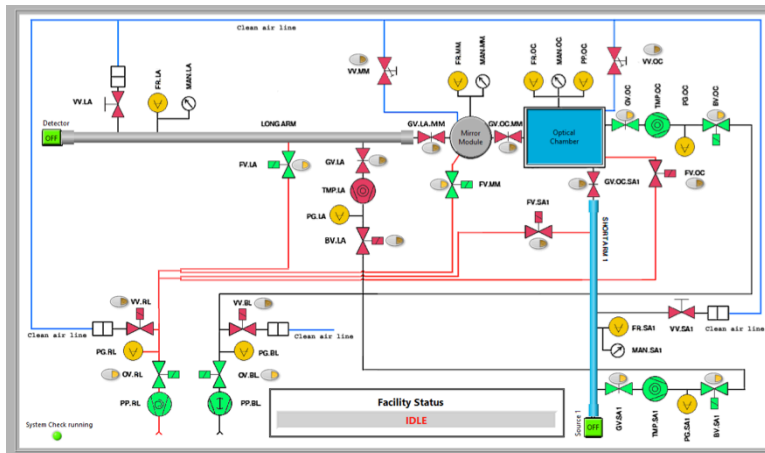 Clean air line
VV.LA
FR.LA
MAN.LA
VV.MM
FR.MM
MAN.MM
FR.OC
MAN.OC
PP.OC
VV.OC
GV.OC
TMP.OC
PG.OC
BV.OC
Detector
OFF
LONG ARM
GV.LA.MM
Mirror
Module
GV.OC.MM
Optical
Chamber
FV.LA
GV.LA
TMP.LA
PG.LA
BV.LA
FV.MM
GV.OC.SA1
FV.OC
FV.SA1
SHORT ARM 1
VV.RL
VV.BL
Clean air line
Clean air line
VV.SA1
Clean air line
FR.SA1
MAN.SA1
PG.RL
PG.BL
OV.RL
OV.BL
PP.RL
PP.BL
Facility Status
IDLE
System Check running
Source 1
OFF
GV.SA1
TMP.SA1
PG.SA1
BV.SA1